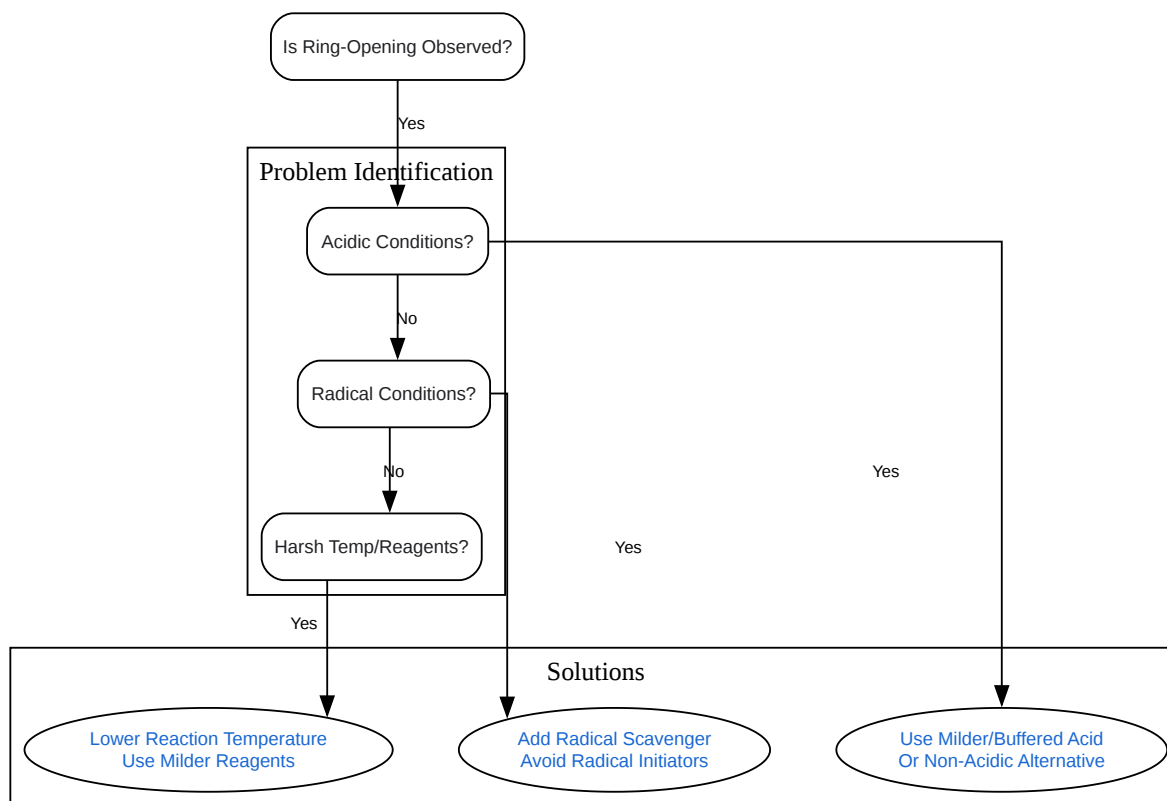 Is Ring-Opening Observed?
Yes
Problem Identification
Acidic Conditions?
No
Radical Conditions?
Yes
No
Harsh Temp/Reagents?
Yes
Yes
Solutions
Lower Reaction Temperature
Use Milder Reagents
Add Radical Scavenger
Avoid Radical Initiators
Use Milder/Buffered Acid
Or Non-Acidic Alternative